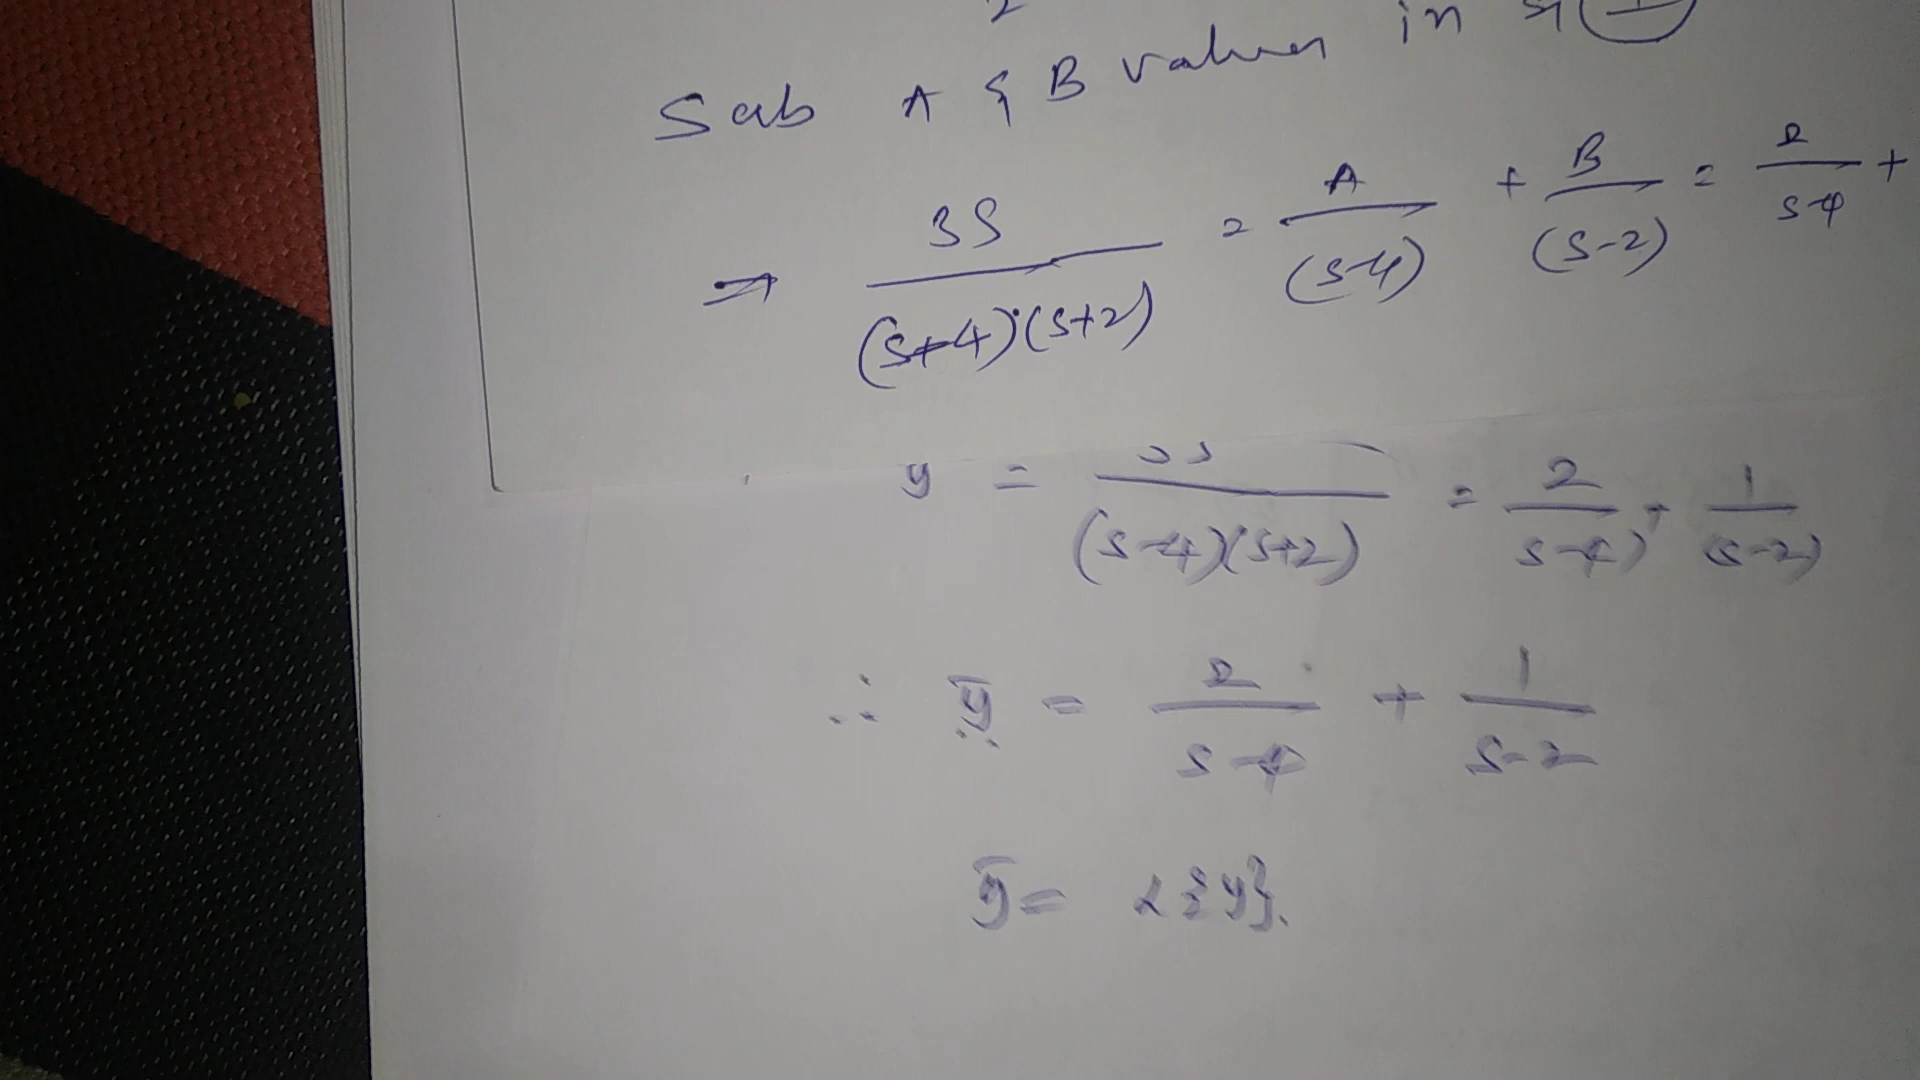 Sub A & B values in
⇒ 3S / (S+4)(S+2) = A / (S-4) + B / (S-2) = 2 / S-4 +
y = / (S-4)(S+2) = 2 / S-4) + 1 / (S-2)
∴ ȳ = 2 / S-4 + 1 / S-2
ȳ = L{y}.